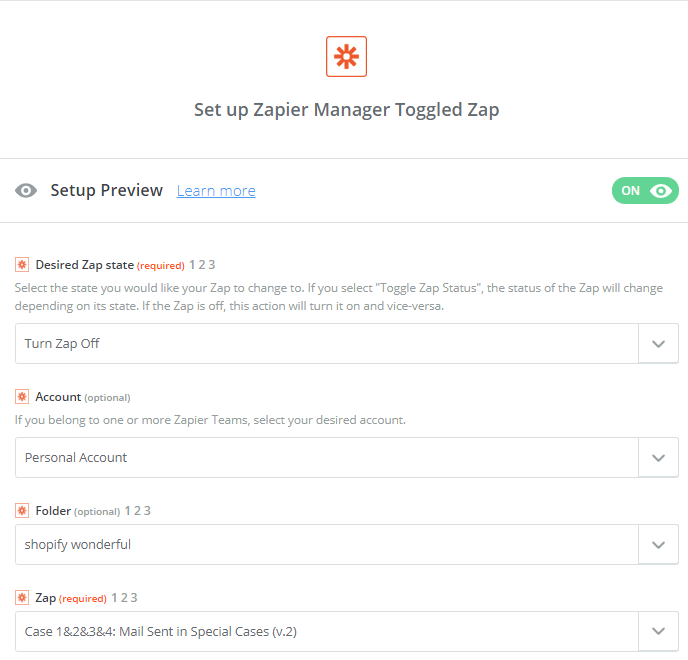 Set up Zapier Manager Toggled Zap
Setup Preview Learn more ON
Desired Zap state (required) 1 2 3
Select the state you would like your Zap to change to. If you select "Toggle Zap Status", the status of the Zap will change
depending on its state. If the Zap is off, this action will turn it on and vice-versa.
Turn Zap Off
Account (optional)
If you belong to one or more Zapier Teams, select your desired account.
Personal Account
Folder (optional) 1 2 3
shopify wonderful
Zap (required) 1 2 3
Case 1&2&3&4: Mail Sent in Special Cases (v.2)